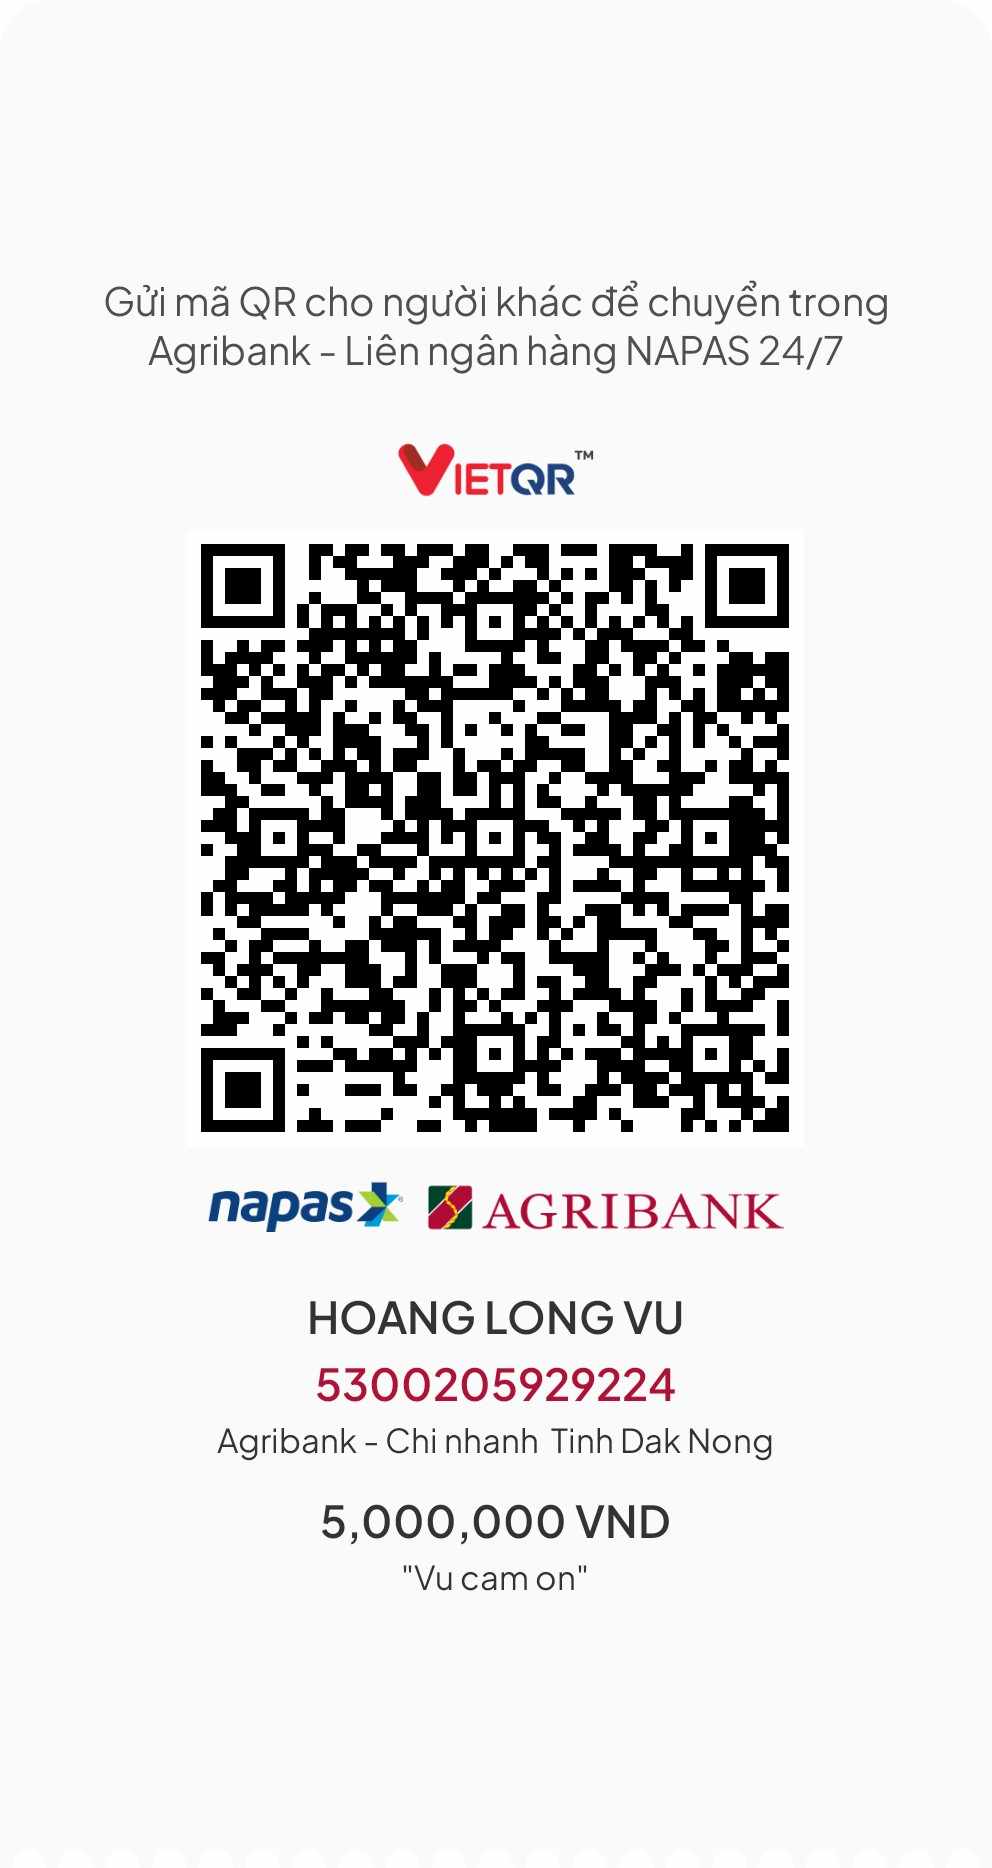 Gửi mã QR cho người khác để chuyển trong
Agribank - Liên ngân hàng NAPAS 24/7
VIETQR™
napas
AGRIBANK
HOANG LONG VU
5300205929224
Agribank - Chi nhanh Tinh Dak Nong
5,000,000 VND
"Vu cam on"